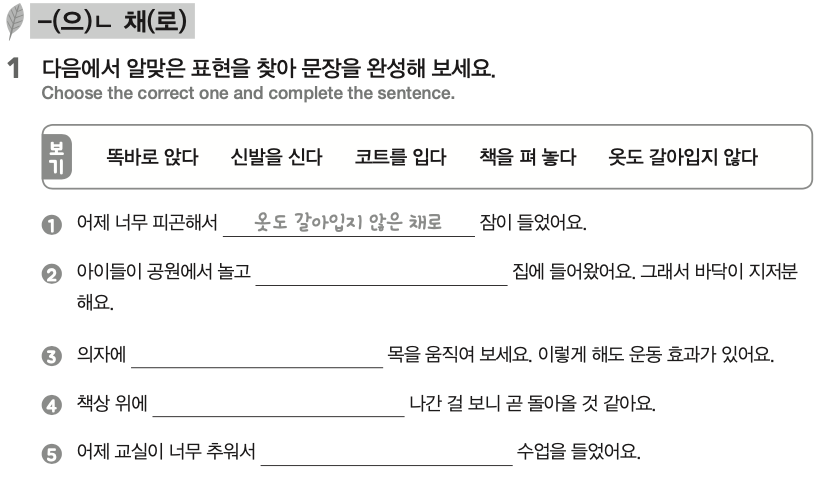 -(으)ㄴ 채(로)
1 다음에서 알맞은 표현을 찾아 문장을 완성해 보세요.
Choose the correct one and complete the sentence.
보기 똑바로 앉다 신발을 신다 코트를 입다 책을 펴 놓다 옷도 갈아입지 않다
1 어제 너무 피곤해서 옷도 갈아입지 않은 채로 잠이 들었어요.
2 아이들이 공원에서 놀고 집에 들어왔어요. 그래서 바닥이 지저분
해요.
3 의자에 목을 움직여 보세요. 이렇게 해도 운동 효과가 있어요.
4 책상 위에 나간 걸 보니 곧 돌아올 것 같아요.
5 어제 교실이 너무 추워서 수업을 들었어요.